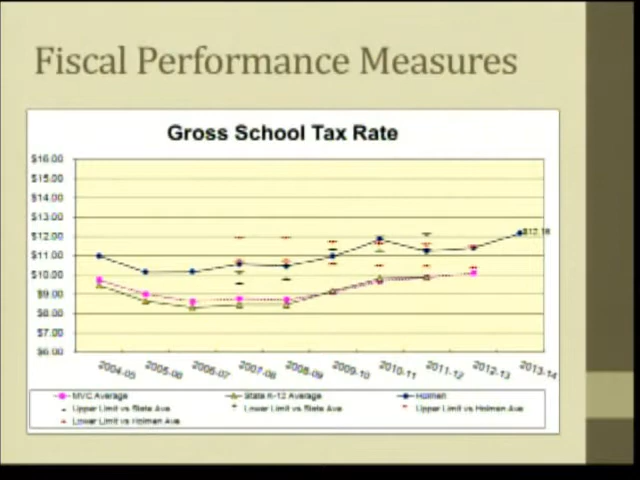 Fiscal Performance Measures
Gross School Tax Rate
$16.00
$15.00
$14.00
$13.00
$12.00
$11.00
$10.00
$9.00
$8.00
$7.00
$6.00
$12.16
2004-05 2005-06 2006-07 2007-08 2008-09 2009-10 2010-11 2011-12 2012-13 2013-14
MVC Average State K-12 Average Holmen
Upper Limit vs State Ave Lower Limit vs State Ave Upper Limit vs Holmen Ave
Lower Limit vs Holmen Ave